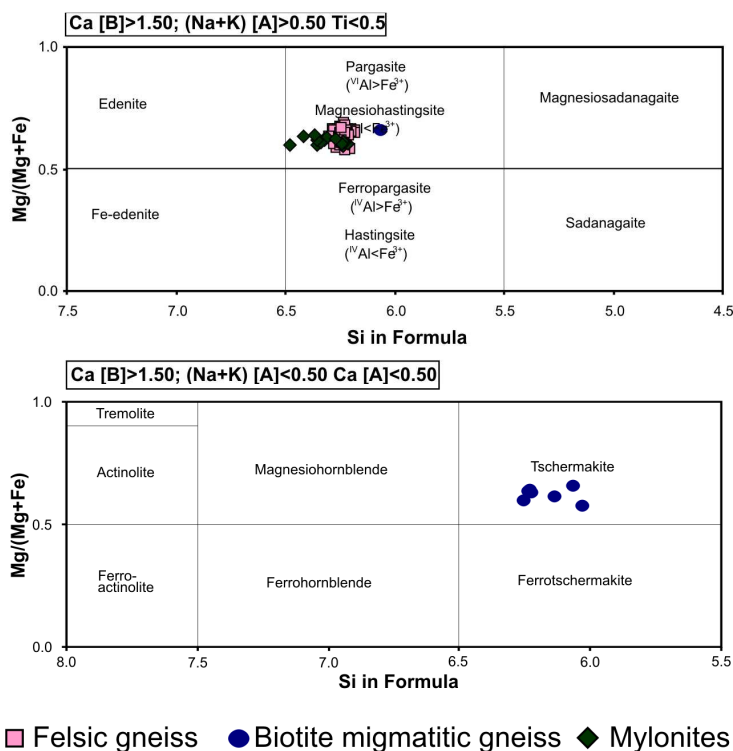 Ca [B]>1.50; (Na+K) [A]>0.50 Ti<0.5
1.0
Pargasite
(VIAl>Fe3+)
Edenite
Magnesiosadanagaite
Magnesiohastingsite
l<F 3+)
Mg/(Mg+Fe)
0.5
Ferropargasite
(IVAl>Fe3+)
Fe-edenite
Sadanagaite
Hastingsite
(IVAl<Fe3+)
0.0
7.5 7.0 6.5 6.0 5.0 4.5
Si in Formula
Ca [B]>1.50; (Na+K) [A]<0.50 Ca [A]<0.50
1.0
Tremolite
Actinolite
Magnesiohornblende
Tschermakite
Mg/(Mg+Fe)
0.5
Ferro-
actinolite
Ferrohornblende
Ferrotschermakite
0.0
8.0 7.5 7.0 6.5 6.0 5.5
Si in Formula
Felsic gneiss Biotite migmatitic gneiss Mylonites